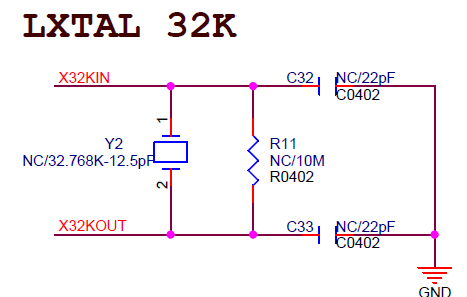 LXTAL 32K
X32KIN
C32
NC/22pF
C0402
1
Y2
NC/32.768K-12.5pF
2
R11
NC/10M
R0402
X32KOUT
C33
NC/22pF
C0402
GND